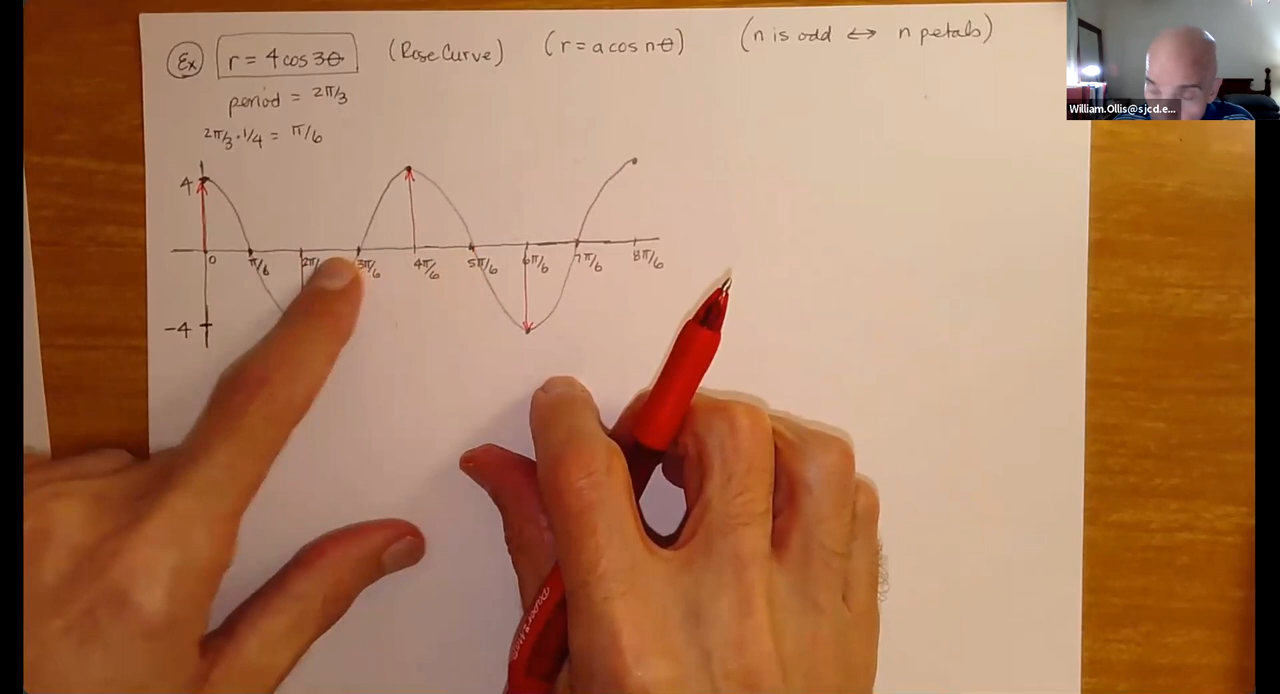 Ex r = 4 cos 3θ (Rose Curve) (r = a cos nθ) (n is odd ↔ n petals)
period = 2π/3
2π/3 · 1/4 = π/6
4
0 π/6 2π/ 3π/6 4π/6 5π/6 6π/6 7π/6 8π/6
-4
William.Ollis@sjcd.e...